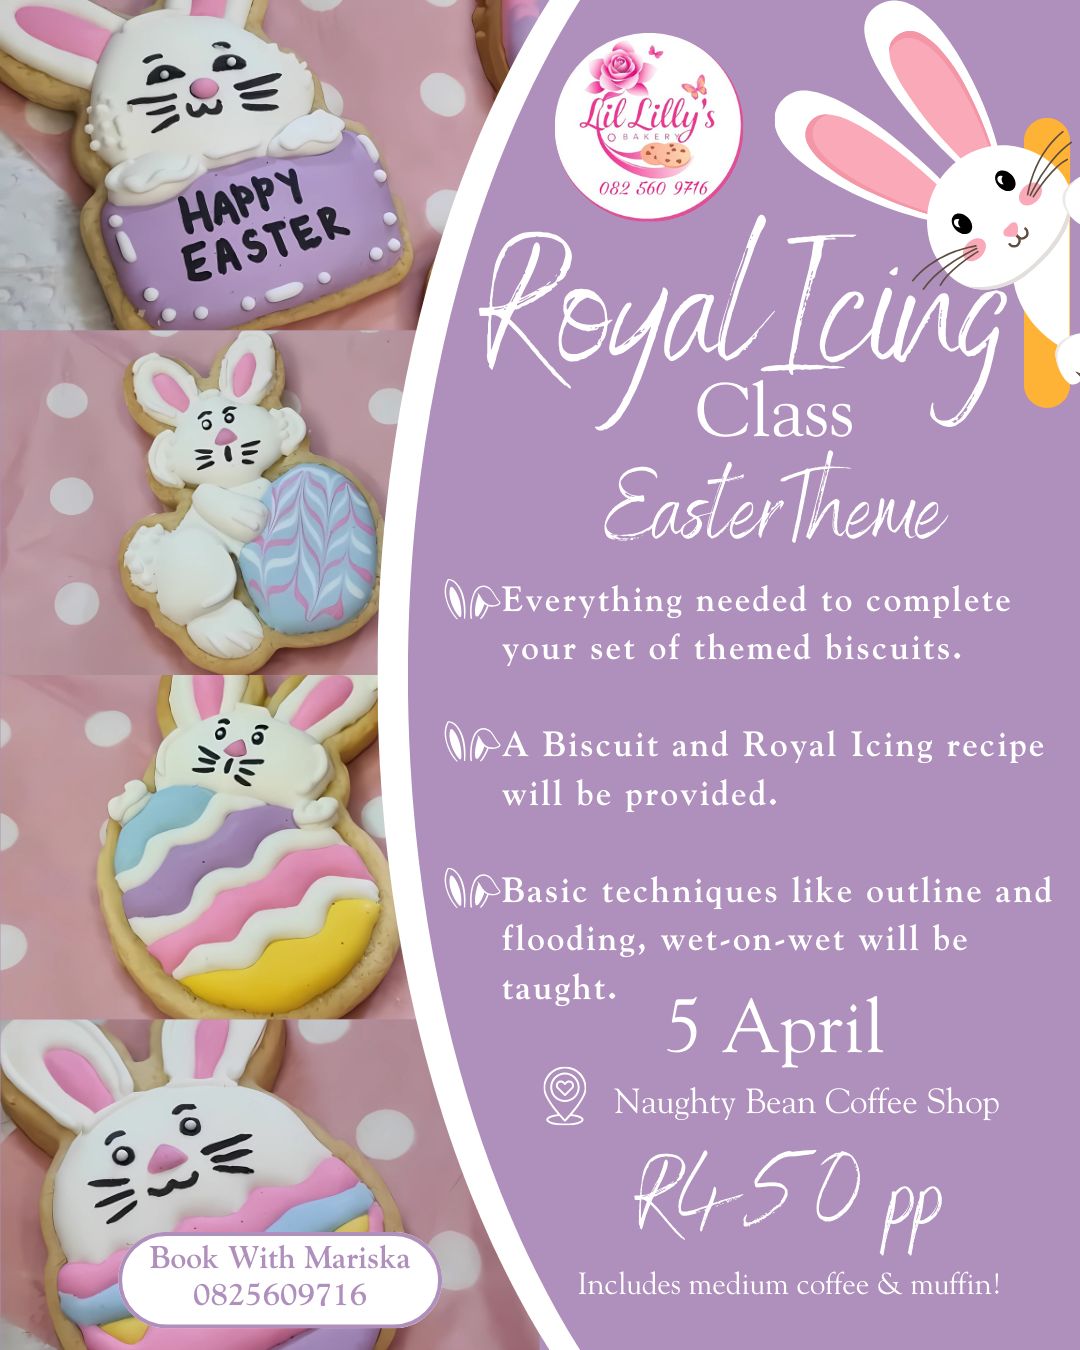 HAPPY
EASTER
Lil Lilly's
BAKERY
082 560 9716
Royal Icing
Class
Easter Theme
Everything needed to complete
your set of themed biscuits.
A Biscuit and Royal Icing recipe
will be provided.
Basic techniques like outline and
flooding, wet-on-wet will be
taught.
5 April
Naughty Bean Coffee Shop
R450 pp
Includes medium coffee & muffin!
Book With Mariska
0825609716